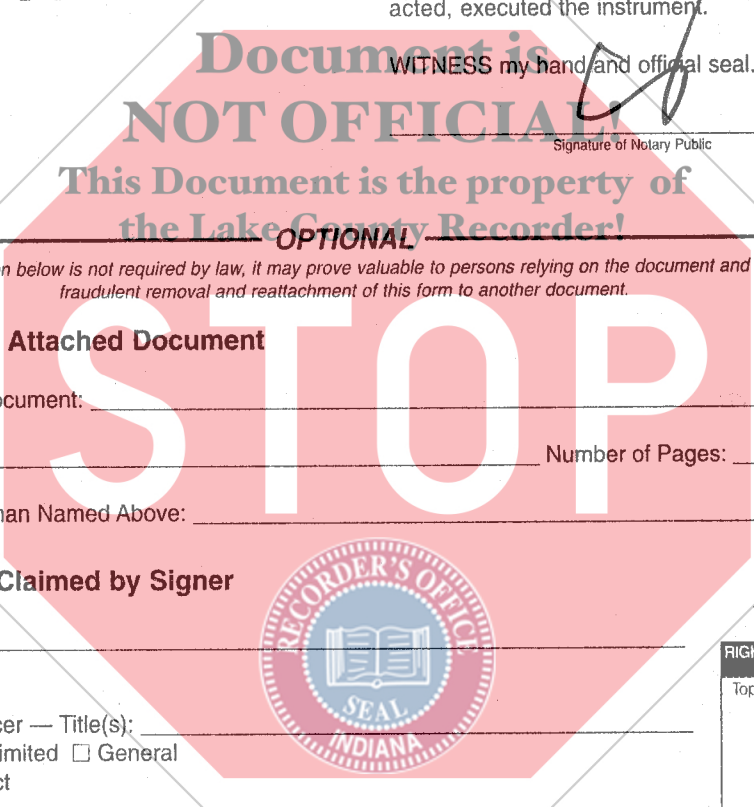 acted, executed the instrument.
Document is
WITNESS my hand and official seal.
NOT OFFICIAL!
Signature of Notary Public
This Document is the property of
the Lake County Recorder!
OPTIONAL
n below is not required by law, it may prove valuable to persons relying on the document and
fraudulent removal and reattachment of this form to another document.
STOP
Attached Document
ocument:
Number of Pages:
han Named Above:
Claimed by Signer
RECORDER'S OFFICE
SEAL
INDIANA
RIGH
Top
cer — Title(s):
imited ☐ General
ct